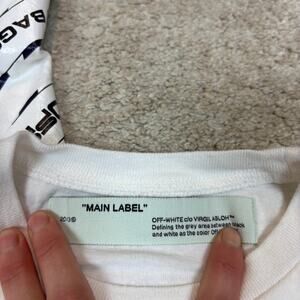 BAGS
"MAIN LABEL"
2013©
OFF-WHITE c/o VIRGIL ABLOH™
Defining the grey area between black
and white as the color Off